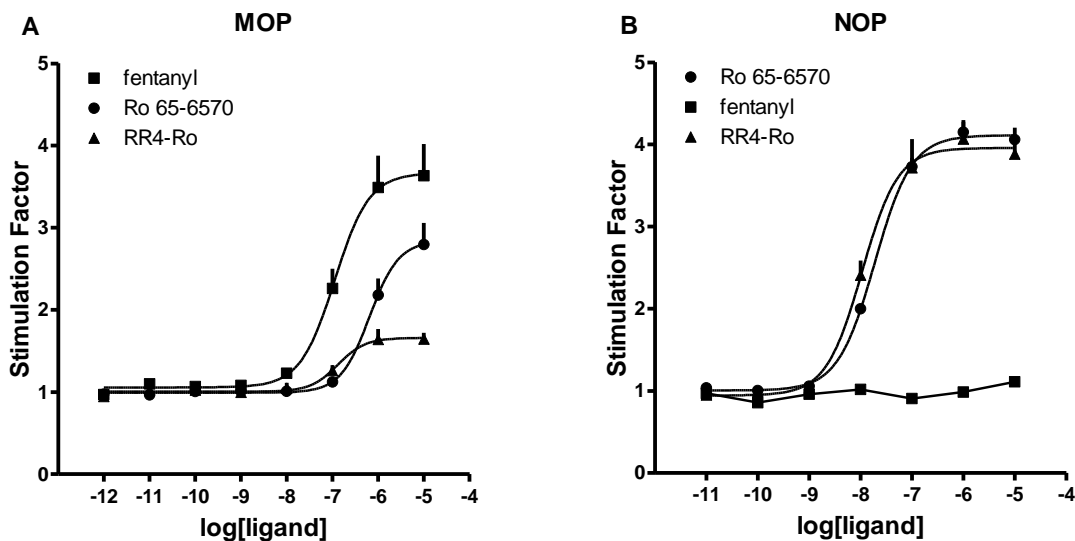 A
MOP
fentanyl
Ro 65-6570
RR4-Ro
Stimulation Factor
5
4
3
2
1
0
-12 -11 -10 -9 -8 -7 -6 -5 -4
log[ligand]
B
NOP
Ro 65-6570
fentanyl
RR4-Ro
Stimulation Factor
5
4
3
2
1
0
-11 -10 -9 -8 -7 -6 -5 -4
log[ligand]